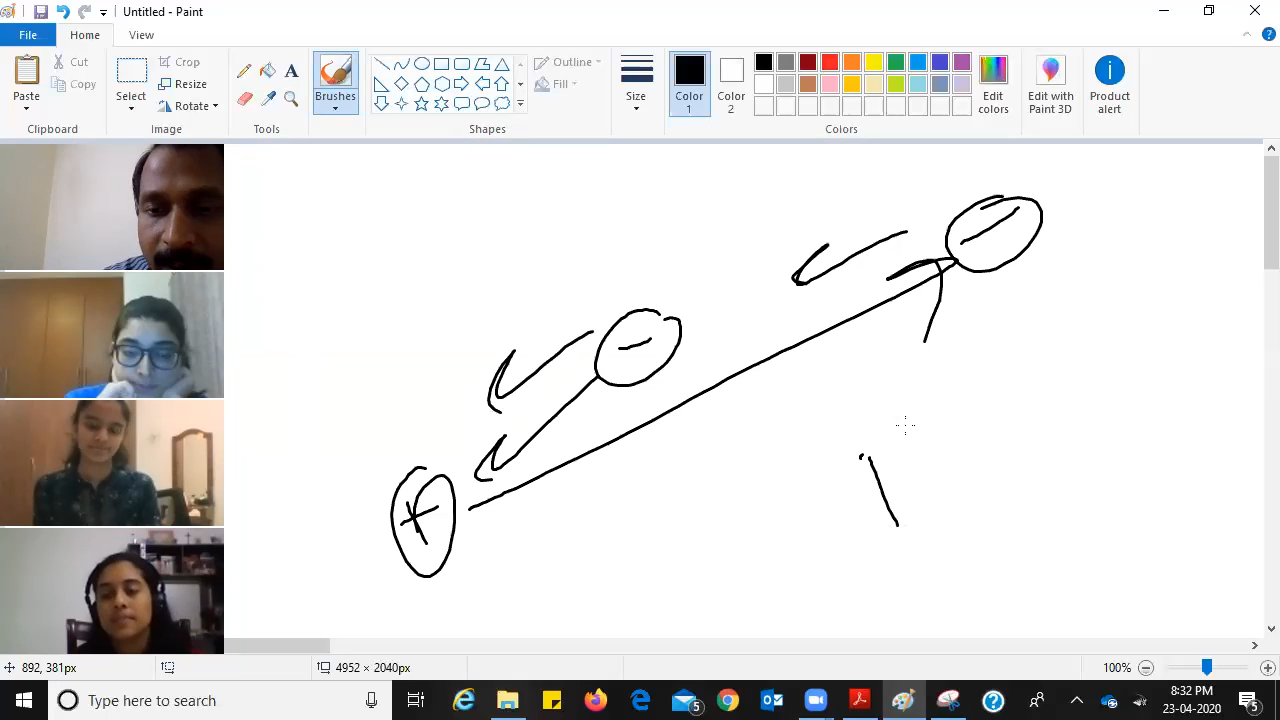 Untitled - Paint
File Home View
Paste
Cut
Copy
Clipboard
Select
Crop
Resize
Rotate
Image
A
Tools
Brushes
Shapes
Outline
Fill
Size
Color 1
Color 2
Colors
Edit colors
Edit with Paint 3D
Product alert
−
−
+
892, 381px
4952 × 2040px
100%
Type here to search
5
8:32 PM
23-04-2020
5